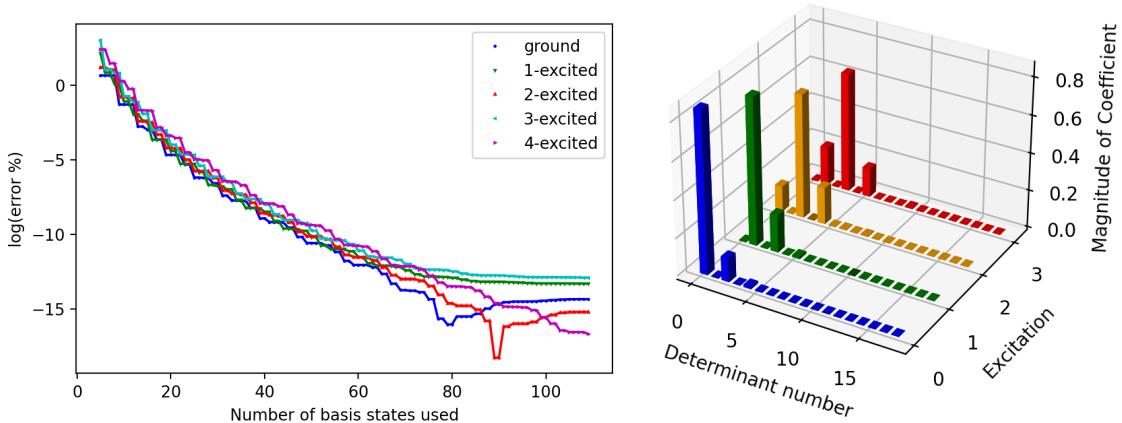 0
−5
−10
−15
log(error %)
0
20
40
60
80
100
Number of basis states used
ground
1-excited
2-excited
3-excited
4-excited
0
5
10
15
Determinant number
0
1
2
3
Excitation
0.0
0.2
0.4
0.6
0.8
Magnitude of Coefficient